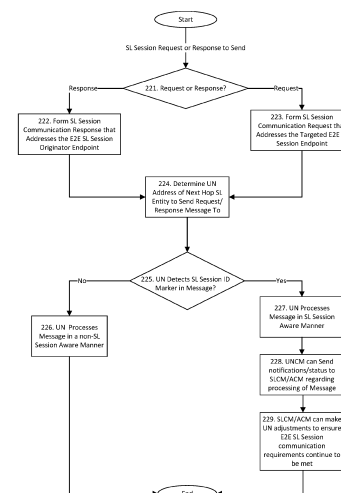 Start
SL Session Request or Response to Send
Response
221. Request or Response?
Request
222. Form SL Session
Communication Response that
Addresses the E2E SL Session
Originator Endpoint
223. Form SL Session
Communication Request tha
Addresses the Targeted E2E
Session Endpoint
224. Determine UN
Address of Next Hop SL
Entity to Send Request/
Response Message To
No
225. UN Detects SL Session ID
Marker in Message?
Yes
226. UN Processes
Message in a non-SL
Session Aware Manner
227. UN Processes
Message in SL Session
Aware Manner
228. UNCM can Send
notifications/status to
SLCM/ACM regarding
processing of Message
229. SLCM/ACM can make
UN adjustments to ensure
E2E SL Session
communication
requirements continue to
be met
End